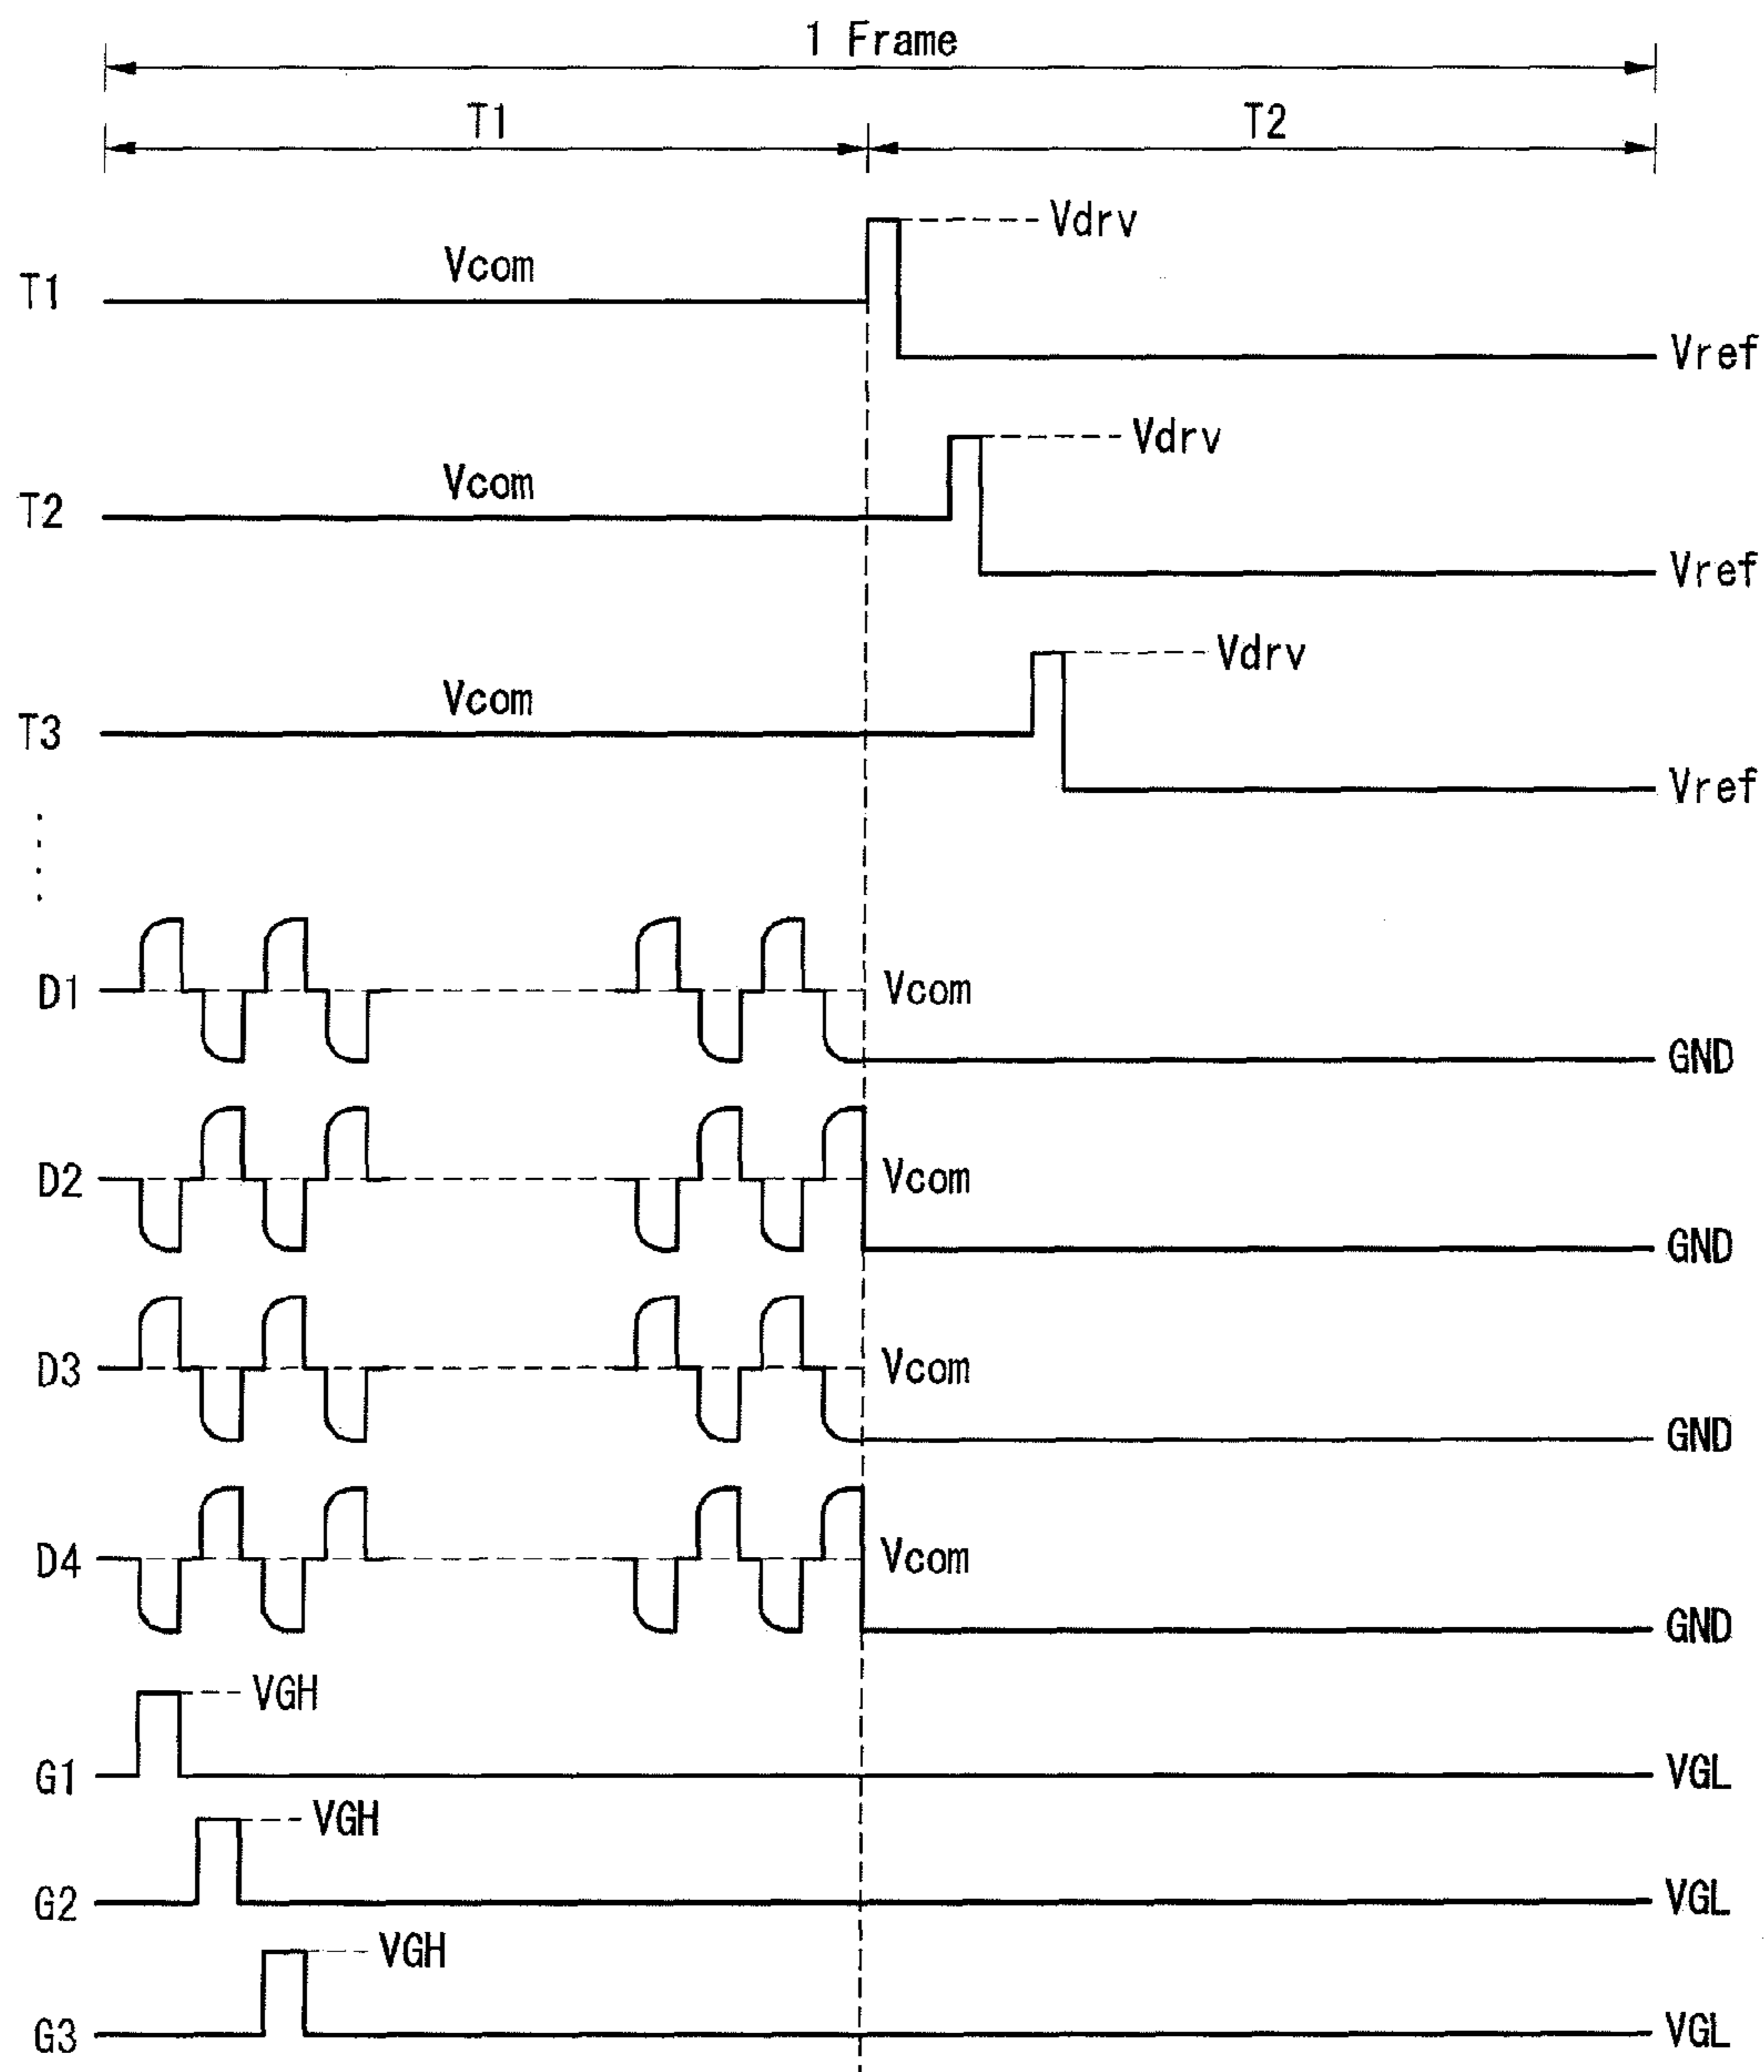 1 Frame
T1 T2
Vdrv
Vcom
T1
Vref
Vdrv
Vcom
T2
Vref
Vdrv
Vcom
T3
Vref
D1 Vcom
GND
D2 Vcom
GND
D3 Vcom
GND
D4 Vcom
GND
VGH
G1 VGL
VGH
G2 VGL
VGH
G3 VGL